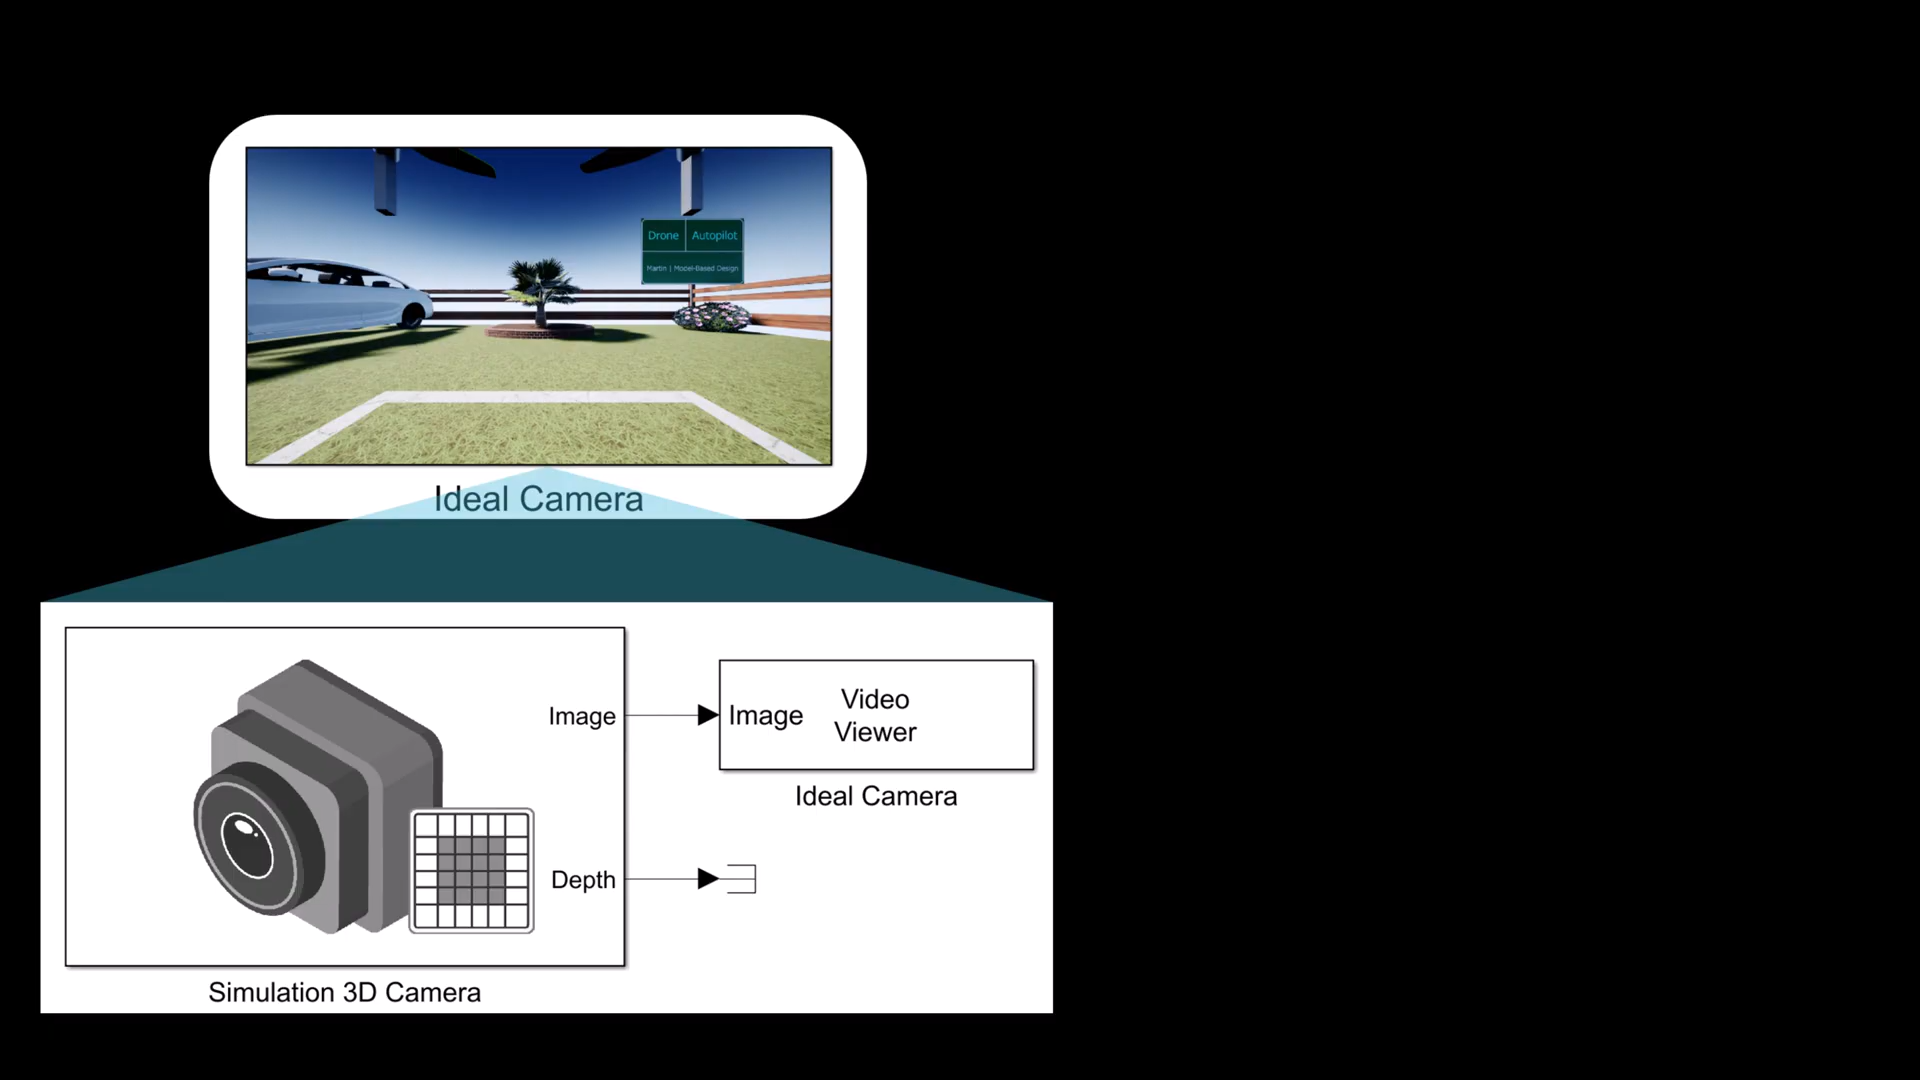 Drone Autopilot
Martin | Model-Based Design
Ideal Camera
Image
Image
Video
Viewer
Ideal Camera
Depth
Simulation 3D Camera